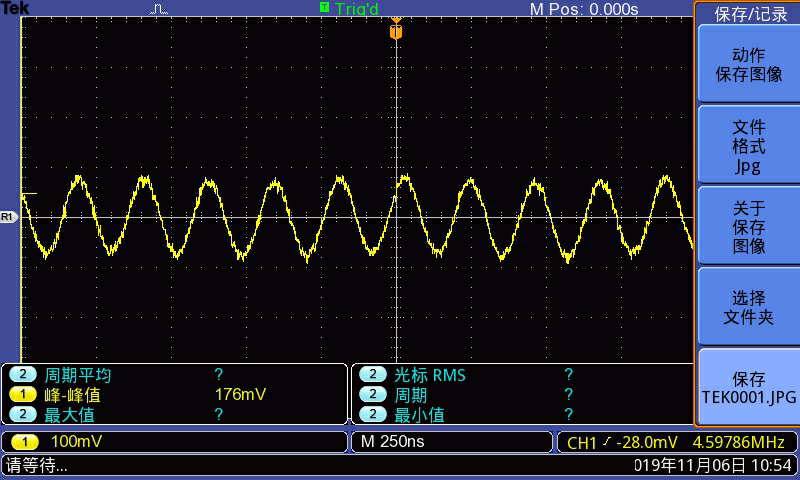 Tek
T Trig'd
M Pos: 0.000s
保存/记录
T
动作
保存图像
文件
格式
Jpg
R1
关于
保存
图像
选择
文件夹
保存
TEK0001.JPG
2 周期平均 ?
1 峰-峰值 176mV
2 最大值 ?
2 光标 RMS ?
2 周期 ?
2 最小值 ?
1 100mV
M 250ns
CH1 -28.0mV 4.59786MHz
请等待...
019年11月06日 10:54